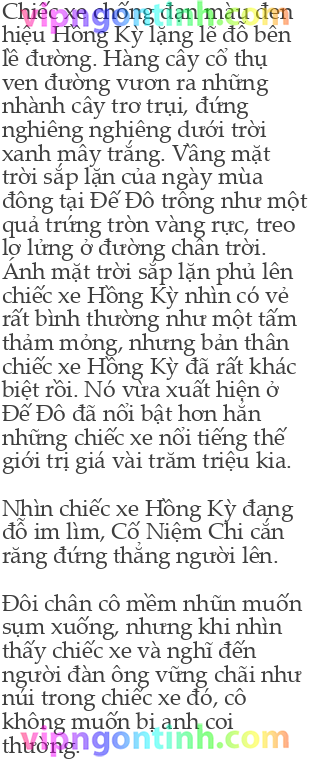 Chiếc xe chống đạn màu đen
hiệu Hồng Kỳ lặng lẽ đỗ bên
lề đường. Hàng cây cổ thụ
ven đường vươn ra những
nhành cây trơ trụi, đứng
nghiêng nghiêng dưới trời
xanh mây trắng. Vầng mặt
trời sắp lặn của ngày mùa
đông tại Đế Đô trông như một
quả trứng tròn vàng rực, treo
lơ lửng ở đường chân trời.
Ánh mặt trời sắp lặn phủ lên
chiếc xe Hồng Kỳ nhìn có vẻ
rất bình thường như một tấm
thảm mỏng, nhưng bản thân
chiếc xe Hồng Kỳ đã rất khác
biệt rồi. Nó vừa xuất hiện ở
Đế Đô đã nổi bật hơn hẳn
những chiếc xe nổi tiếng thế
giới trị giá vài trăm triệu kia.
Nhìn chiếc xe Hồng Kỳ đang
đỗ im lìm, Cố Niệm Chi cắn
răng đứng thẳng người lên.
Đôi chân cô mềm nhũn muốn
sụm xuống, nhưng khi nhìn
thấy chiếc xe và nghĩ đến
người đàn ông vững chãi như
núi trong chiếc xe đó, cô
không muốn bị anh coi
thường.
vipngontinh.com
vipngontinh.com